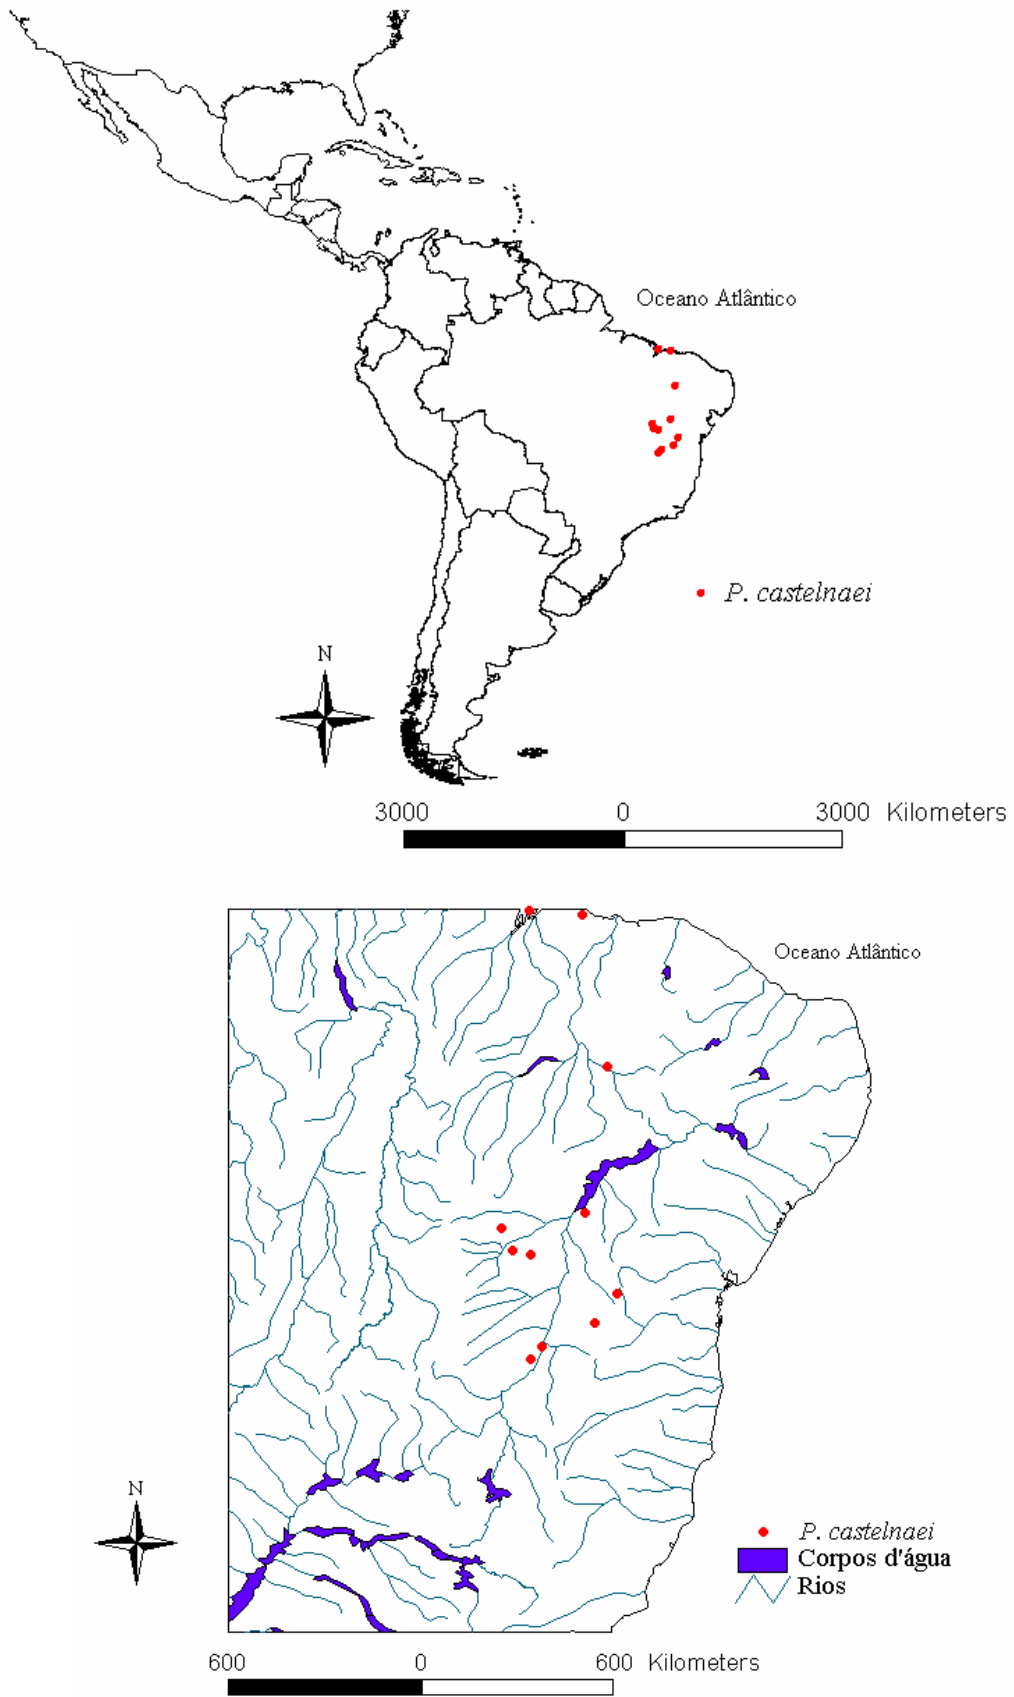 Oceano Atlântico
P. castelnaei
N
3000 0 3000 Kilometers
Oceano Atlântico
N
P. castelnaei
Corpos d'água
Rios
600 0 600 Kilometers